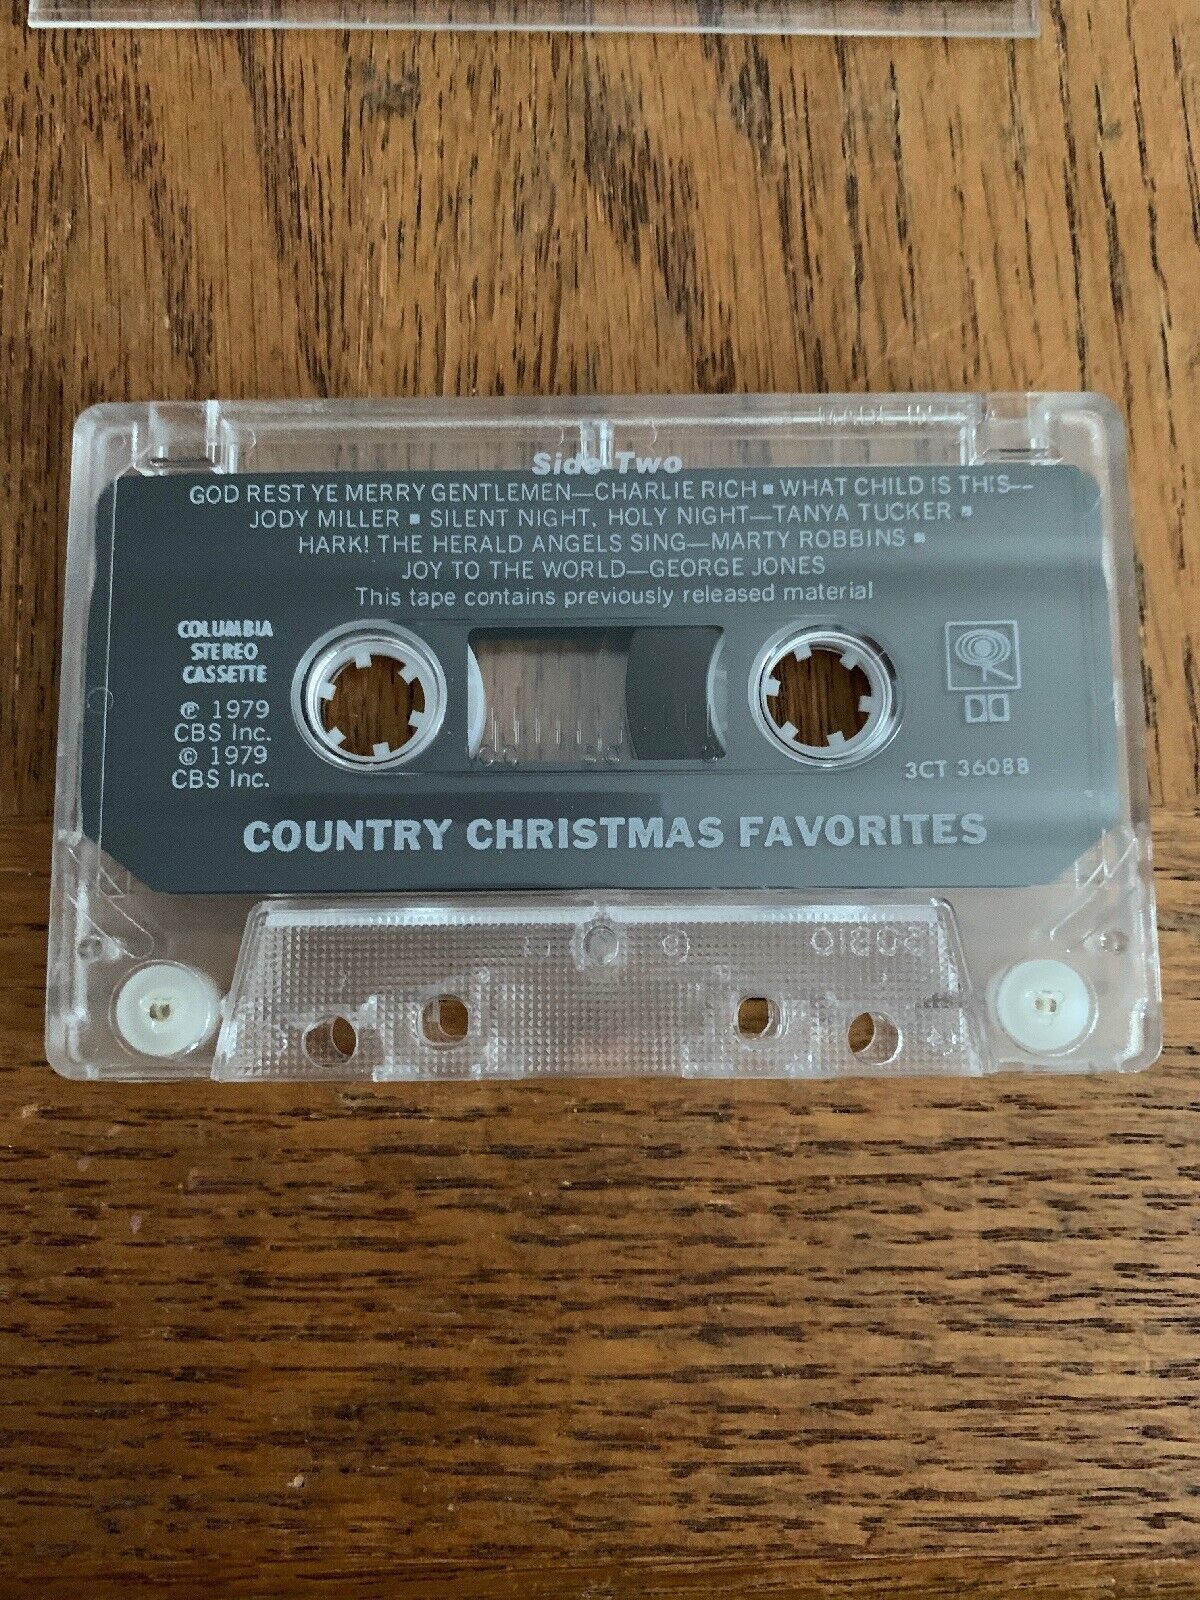 MADE IN
Side Two
GOD REST YE MERRY GENTLEMEN—CHARLIE RICH ▪ WHAT CHILD IS THIS—
JODY MILLER ▪ SILENT NIGHT, HOLY NIGHT—TANYA TUCKER ▪
HARK! THE HERALD ANGELS SING—MARTY ROBBINS ▪
JOY TO THE WORLD—GEORGE JONES
This tape contains previously released material
COLUMBIA
STEREO
CASSETTE
℗ 1979
CBS Inc.
© 1979
CBS Inc.
3CT 36088
COUNTRY CHRISTMAS FAVORITES